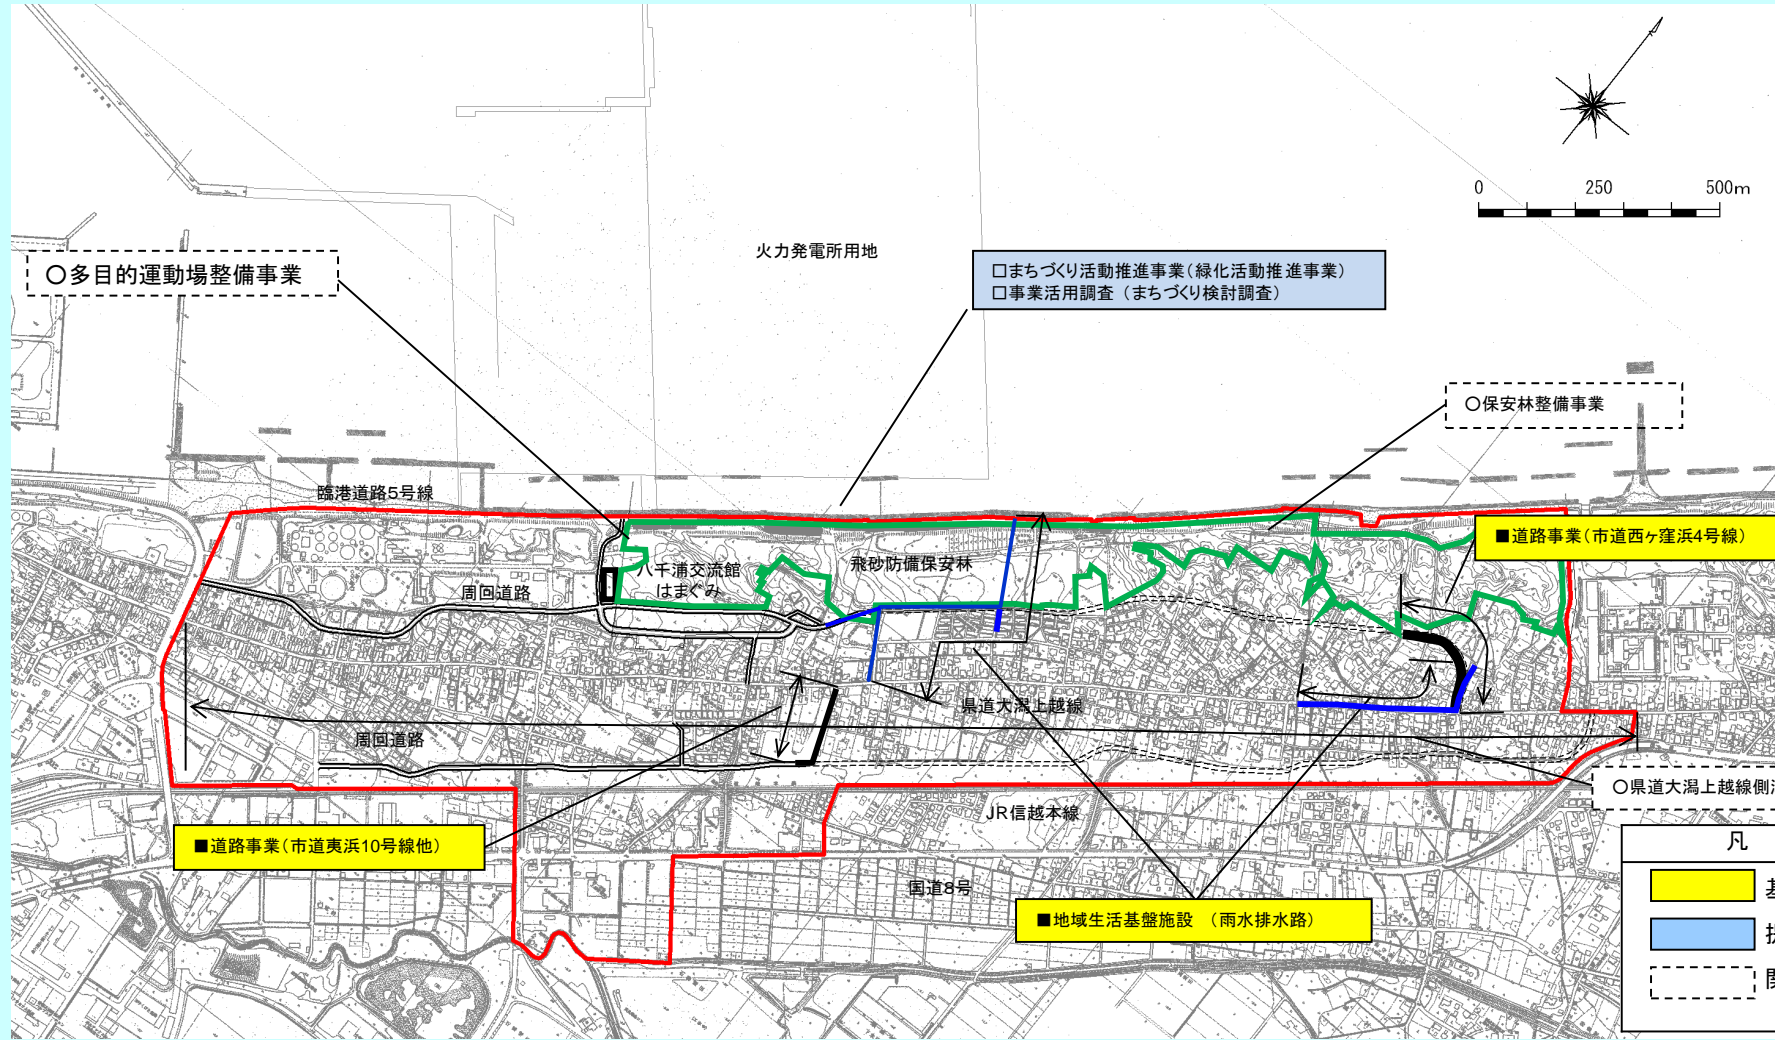 0 250 500m
火力発電所用地
○多目的運動場整備事業
□まちづくり活動推進事業(緑化活動推進事業)
□事業活用調査 (まちづくり検討調査)
○保安林整備事業
臨港道路5号線
■道路事業(市道西ヶ窪浜4号線)
八千浦交流館
はまぐみ
飛砂防備保安林
周回道路
県道大潟上越線
周回道路
○県道大潟上越線側
JR信越本線
■道路事業(市道夷浜10号線他)
国道8号
■地域生活基盤施設 (雨水排水路)
凡
基